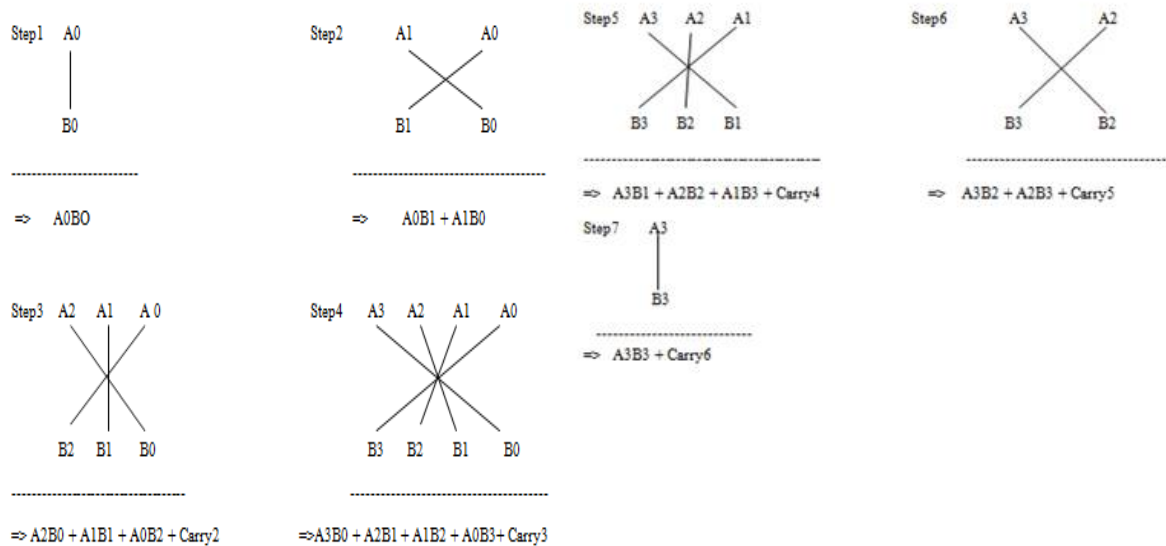 Step1 A0
B0
-------------------------
=> A0BO
Step2 A1 A0
B1 B0
--------------------------------------
=> A0B1 + A1B0
Step3 A2 A1 A 0
B2 B1 B0
----------------------------------
=> A2B0 + A1B1 + A0B2 + Carry2
Step4 A3 A2 A1 A0
B3 B2 B1 B0
---------------------------------------
=>A3B0 + A2B1 + A1B2 + A0B3+ Carry3
Step5 A3 A2 A1
B3 B2 B1
-----------------------------------------------
=> A3B1 + A2B2 + A1B3 + Carry4
Step6 A3 A2
B3 B2
---------------------------------------
=> A3B2 + A2B3 + Carry5
Step7 A3
B3
------------------------------
=> A3B3 + Carry6